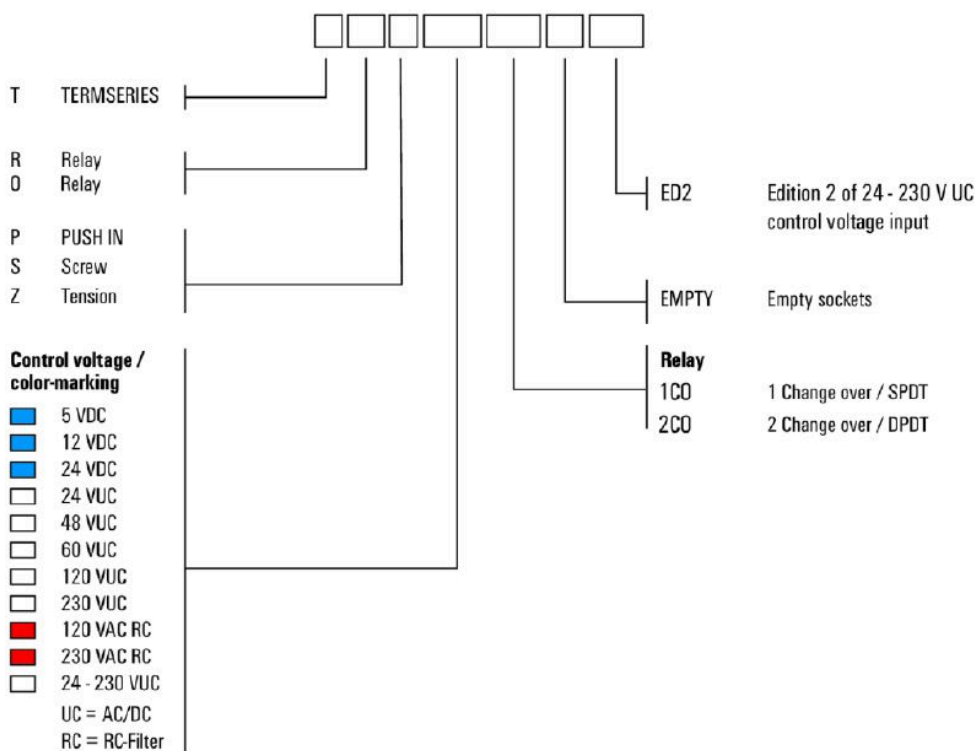 T TERMSERIES
R Relay
O Relay
P PUSH IN
S Screw
Z Tension
Control voltage /
color-marking
5 VDC
12 VDC
24 VDC
24 VUC
48 VUC
60 VUC
120 VUC
230 VUC
120 VAC RC
230 VAC RC
24 - 230 VUC
UC = AC/DC
RC = RC-Filter
ED2 Edition 2 of 24 - 230 V UC
control voltage input
EMPTY Empty sockets
Relay
1CO 1 Change over / SPDT
2CO 2 Change over / DPDT